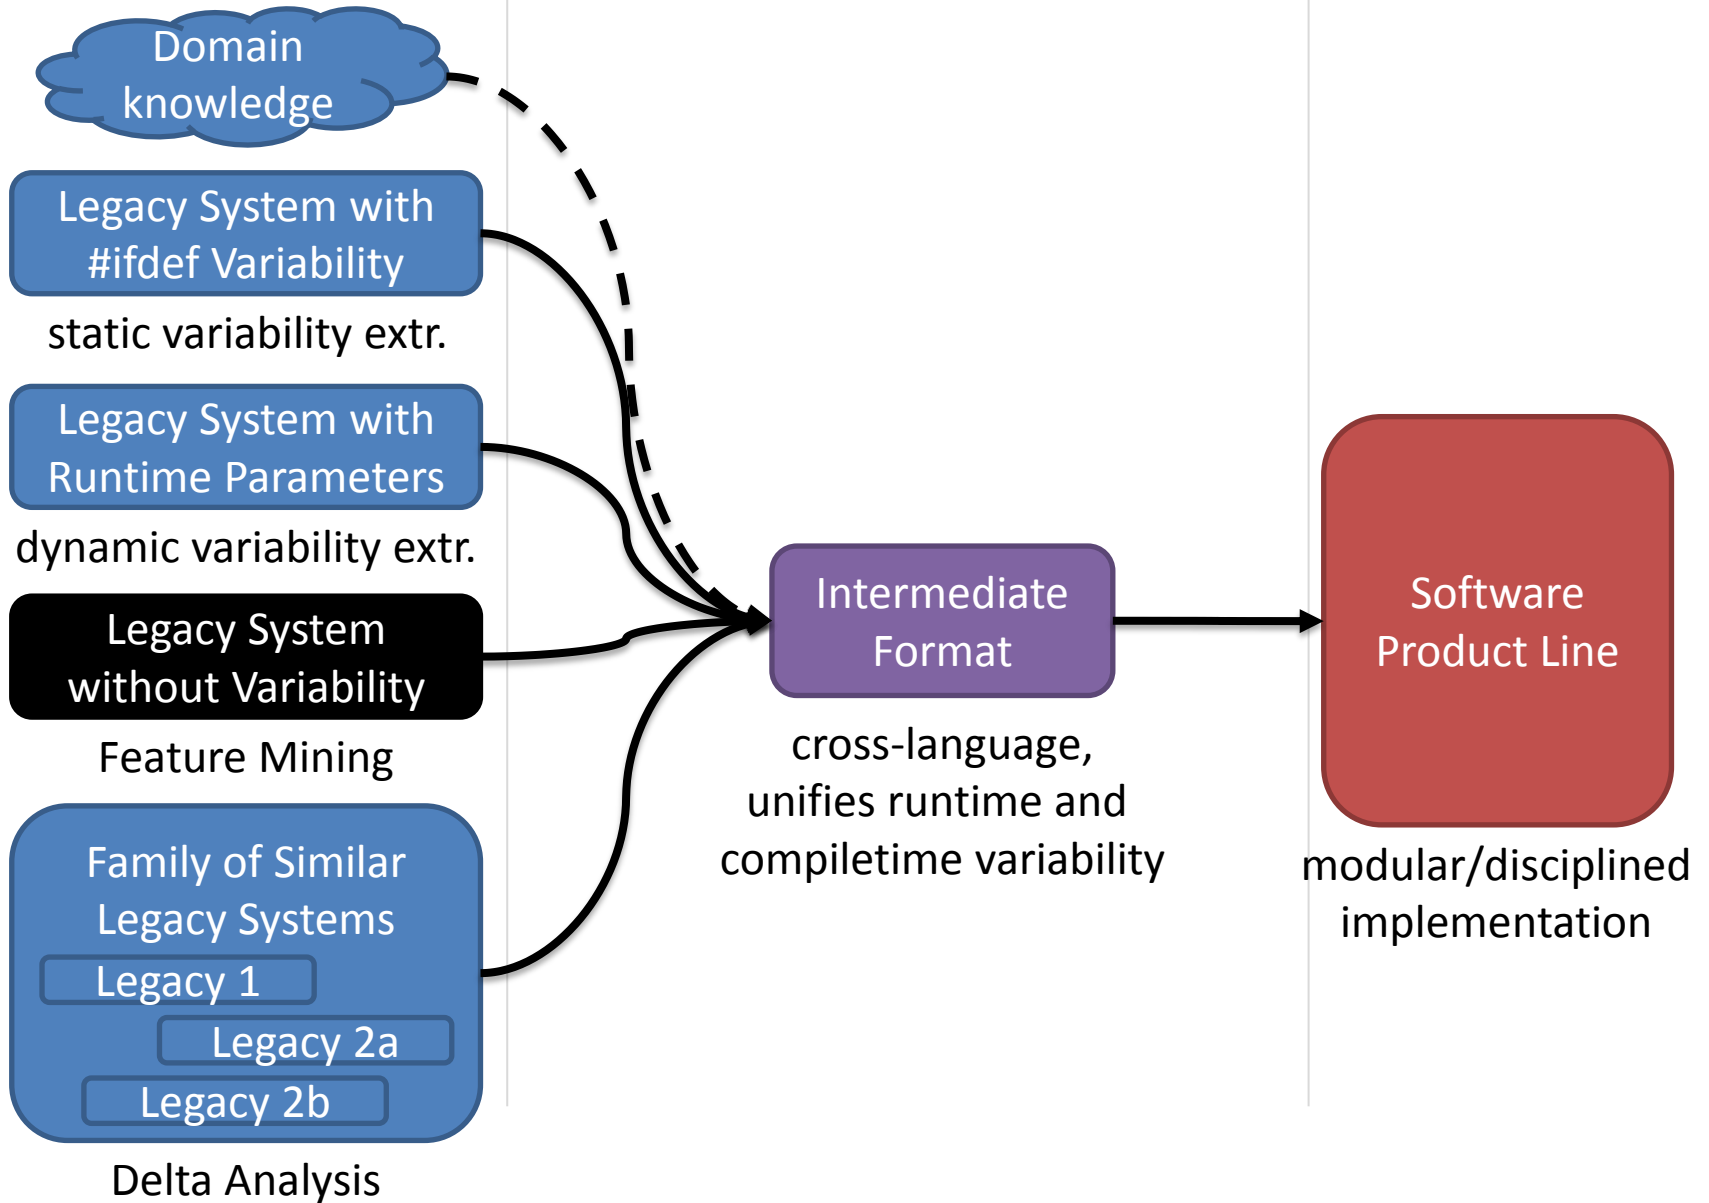 Domain
knowledge
Legacy System with
#ifdef Variability
static variability extr.
Legacy System with
Runtime Parameters
dynamic variability extr.
Legacy System
without Variability
Feature Mining
Family of Similar
Legacy Systems
Legacy 1
Legacy 2a
Legacy 2b
Delta Analysis
Intermediate
Format
cross-language,
unifies runtime and
compiletime variability
Software
Product Line
modular/disciplined
implementation